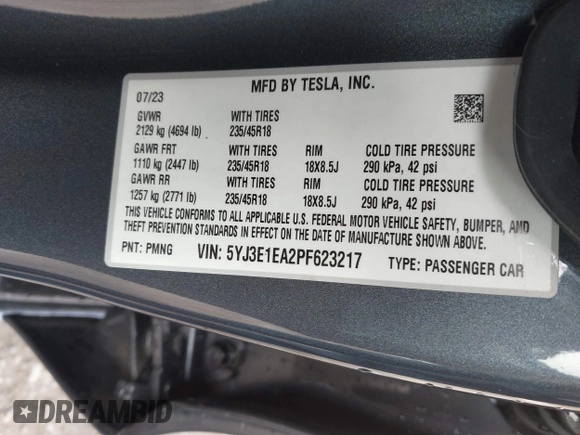 MFD BY TESLA, INC.
07/23
GVWR WITH TIRES
2129 kg (4694 lb) 235/45R18
GAWR FRT WITH TIRES RIM COLD TIRE PRESSURE
1110 kg (2447 lb) 235/45R18 18X8.5J 290 kPa, 42 psi
GAWR RR WITH TIRES RIM COLD TIRE PRESSURE
1257 kg (2771 lb) 235/45R18 18X8.5J 290 kPa, 42 psi
THIS VEHICLE CONFORMS TO ALL APPLICABLE U.S. FEDERAL MOTOR VEHICLE SAFETY, BUMPER, AND
THEFT PREVENTION STANDARDS IN EFFECT ON THE DATE OF MANUFACTURE SHOWN ABOVE.
PNT: PMNG VIN: 5YJ3E1EA2PF623217 TYPE: PASSENGER CAR
DREAMBID